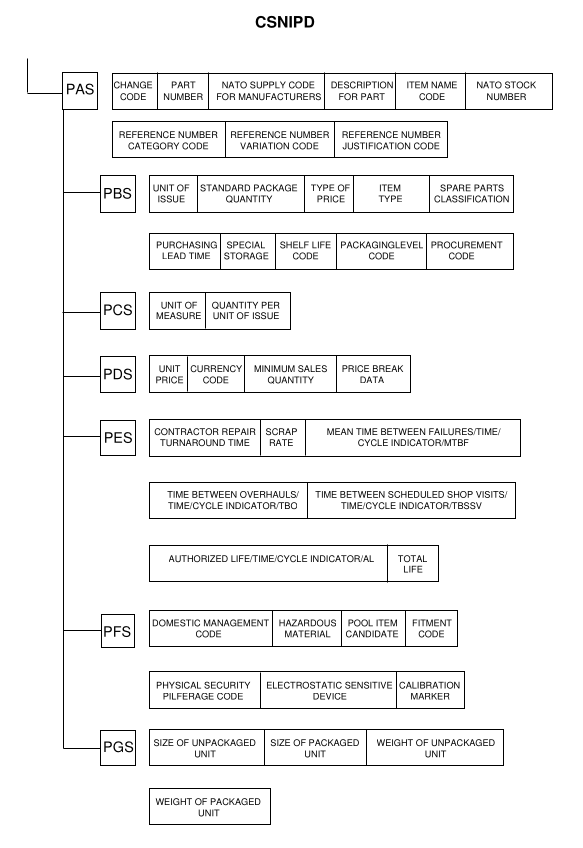 CSNIPD
PAS
CHANGE CODE
PART NUMBER
NATO SUPPLY CODE FOR MANUFACTURERS
DESCRIPTION FOR PART
ITEM NAME CODE
NATO STOCK NUMBER
REFERENCE NUMBER CATEGORY CODE
REFERENCE NUMBER VARIATION CODE
REFERENCE NUMBER JUSTIFICATION CODE
PBS
UNIT OF ISSUE
STANDARD PACKAGE QUANTITY
TYPE OF PRICE
ITEM TYPE
SPARE PARTS CLASSIFICATION
PURCHASING LEAD TIME
SPECIAL STORAGE
SHELF LIFE CODE
PACKAGINGLEVEL CODE
PROCUREMENT CODE
PCS
UNIT OF MEASURE
QUANTITY PER UNIT OF ISSUE
PDS
UNIT PRICE
CURRENCY CODE
MINIMUM SALES QUANTITY
PRICE BREAK DATA
PES
CONTRACTOR REPAIR TURNAROUND TIME
SCRAP RATE
MEAN TIME BETWEEN FAILURES/TIME/ CYCLE INDICATOR/MTBF
TIME BETWEEN OVERHAULS/ TIME/CYCLE INDICATOR/TBO
TIME BETWEEN SCHEDULED SHOP VISITS/ TIME/CYCLE INDICATOR/TBSSV
AUTHORIZED LIFE/TIME/CYCLE INDICATOR/AL
TOTAL LIFE
PFS
DOMESTIC MANAGEMENT CODE
HAZARDOUS MATERIAL
POOL ITEM CANDIDATE
FITMENT CODE
PHYSICAL SECURITY PILFERAGE CODE
ELECTROSTATIC SENSITIVE DEVICE
CALIBRATION MARKER
PGS
SIZE OF UNPACKAGED UNIT
SIZE OF PACKAGED UNIT
WEIGHT OF UNPACKAGED UNIT
WEIGHT OF PACKAGED UNIT